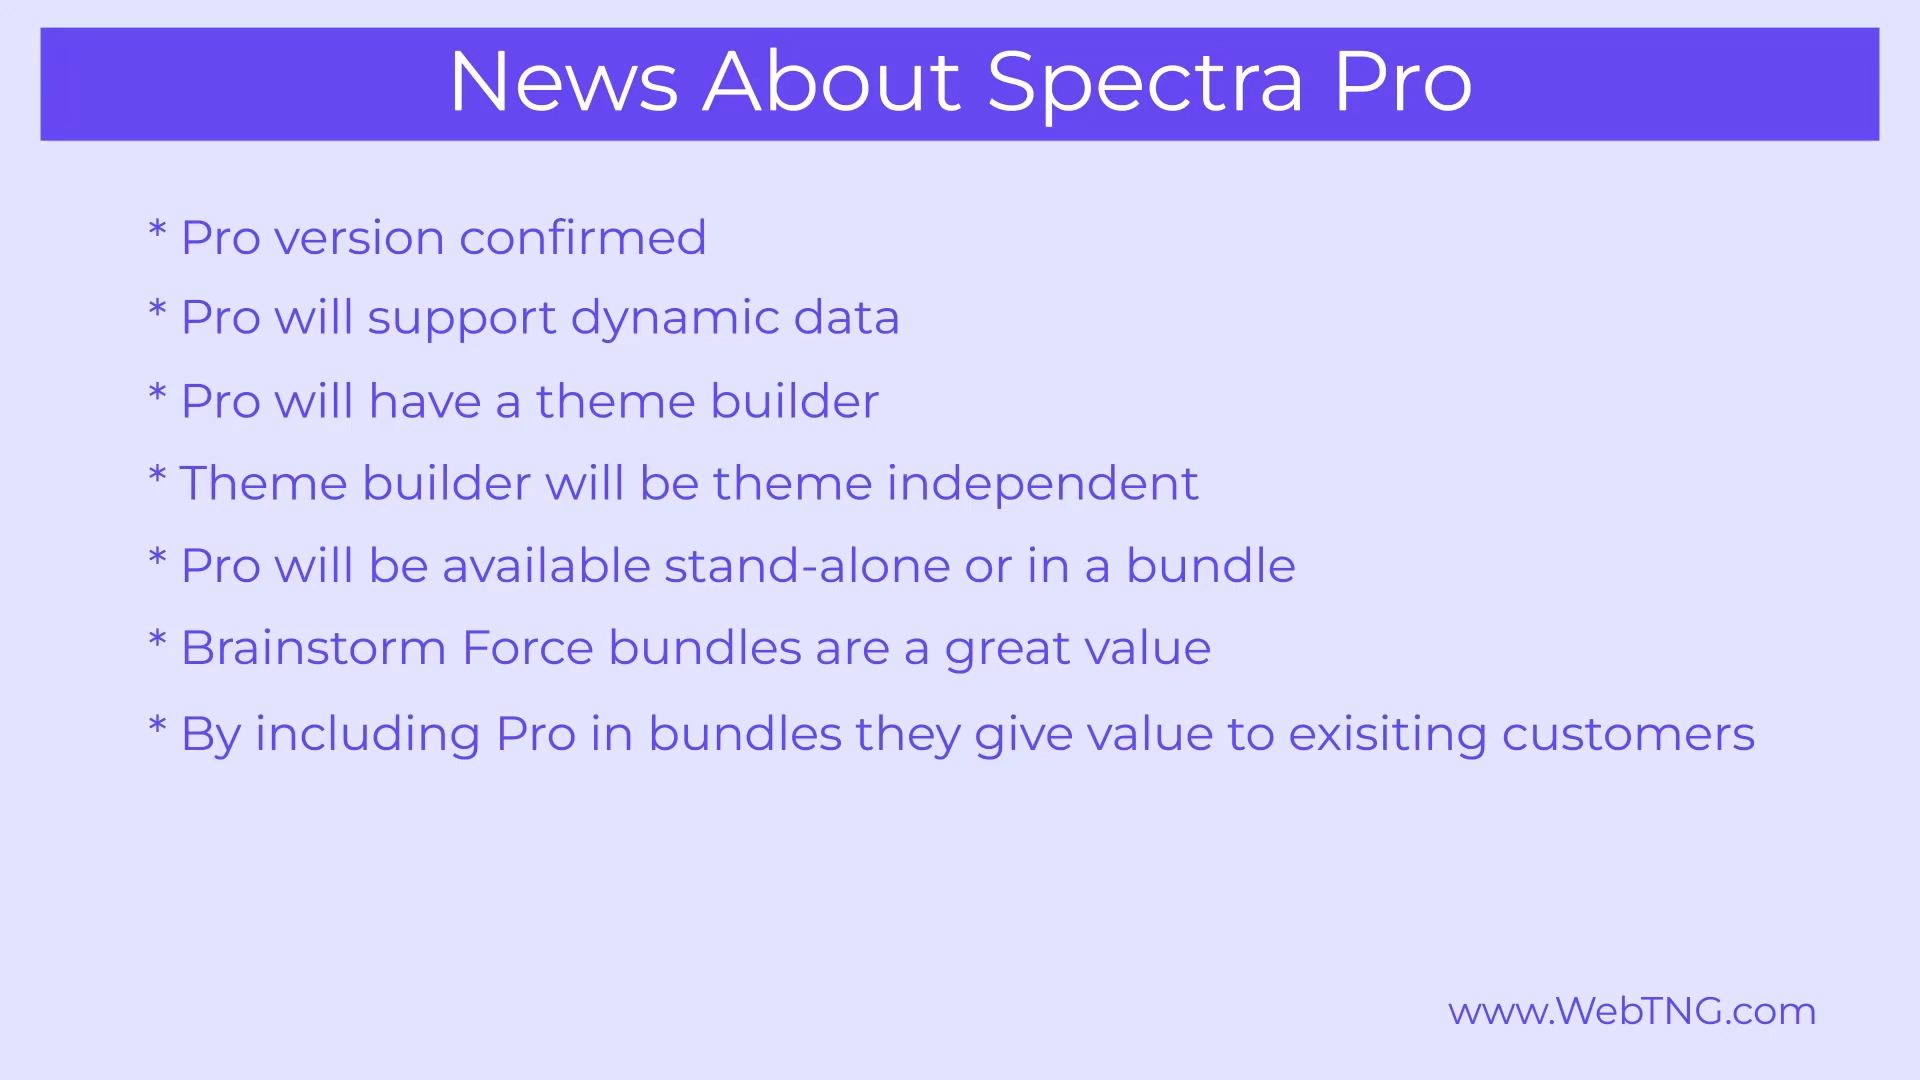 News About Spectra Pro
* Pro version confirmed
* Pro will support dynamic data
* Pro will have a theme builder
* Theme builder will be theme independent
* Pro will be available stand-alone or in a bundle
* Brainstorm Force bundles are a great value
* By including Pro in bundles they give value to exisiting customers
www.WebTNG.com